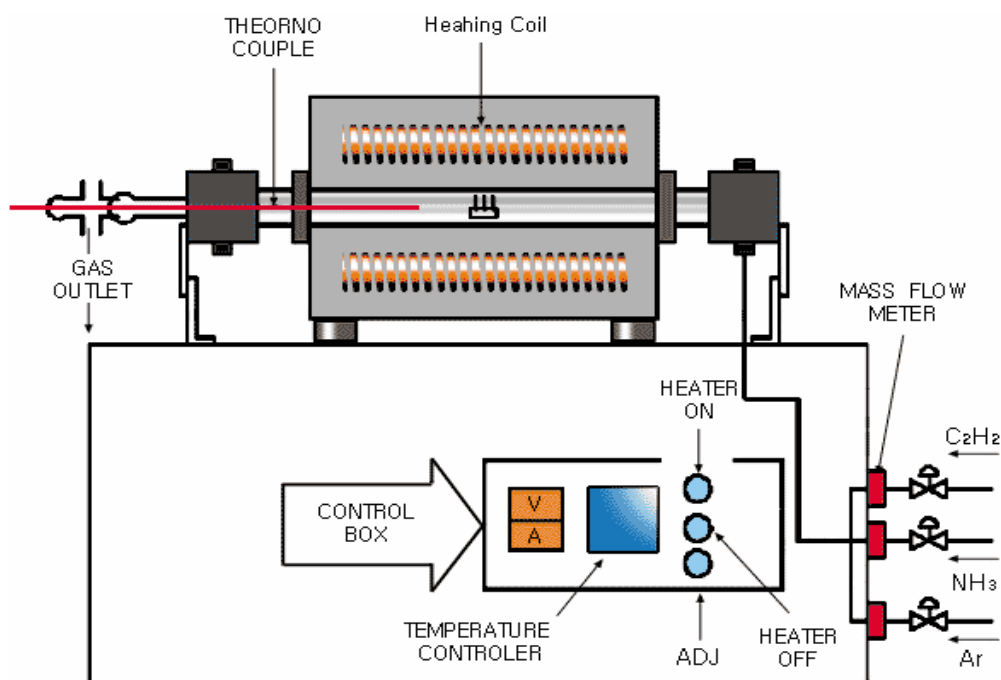 THEORNO
COUPLE
Heahing Coil
GAS
OUTLET
MASS FLOW
METER
HEATER
ON
C₂H₂
CONTROL
BOX
V
A
NH₃
TEMPERATURE
CONTROLER
ADJ
HEATER
OFF
Ar